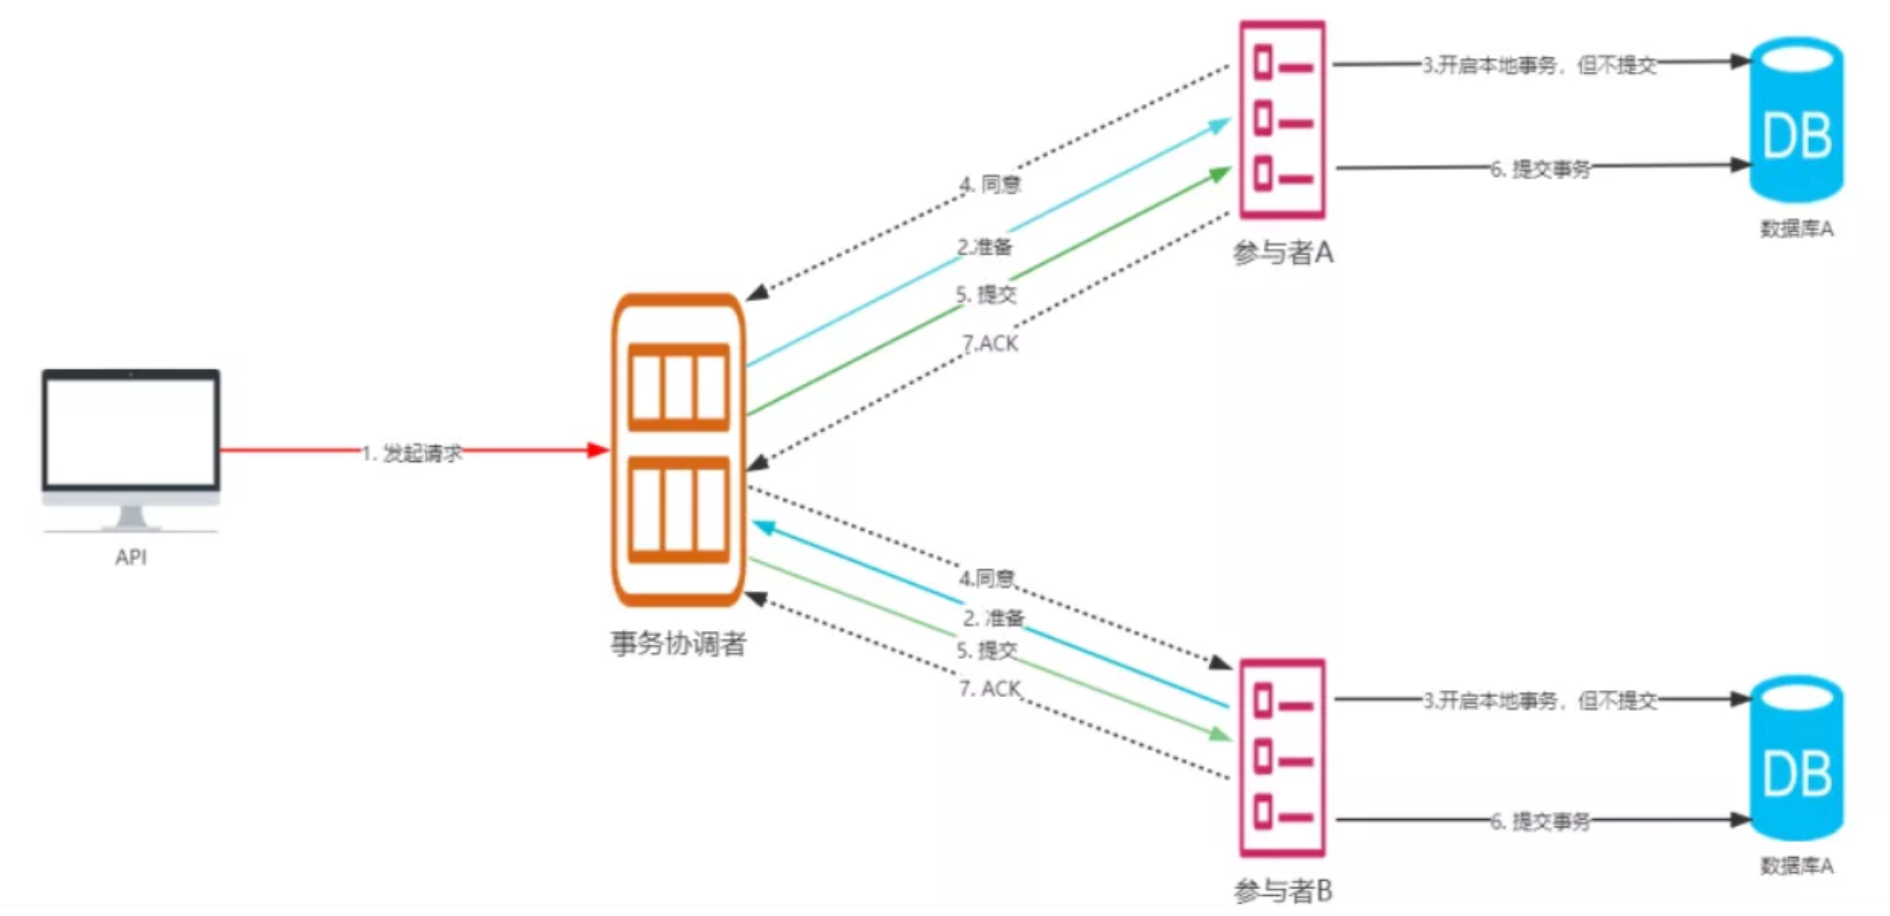 3.开启本地事务，但不提交
DB
4. 同意
6. 提交事务
数据库A
2.准备
参与者A
5. 提交
7.ACK
1. 发起请求
API
4.同意
2. 准备
事务协调者
5. 提交
7. ACK
3.开启本地事务，但不提交
DB
6. 提交事务
数据库A
参与者B